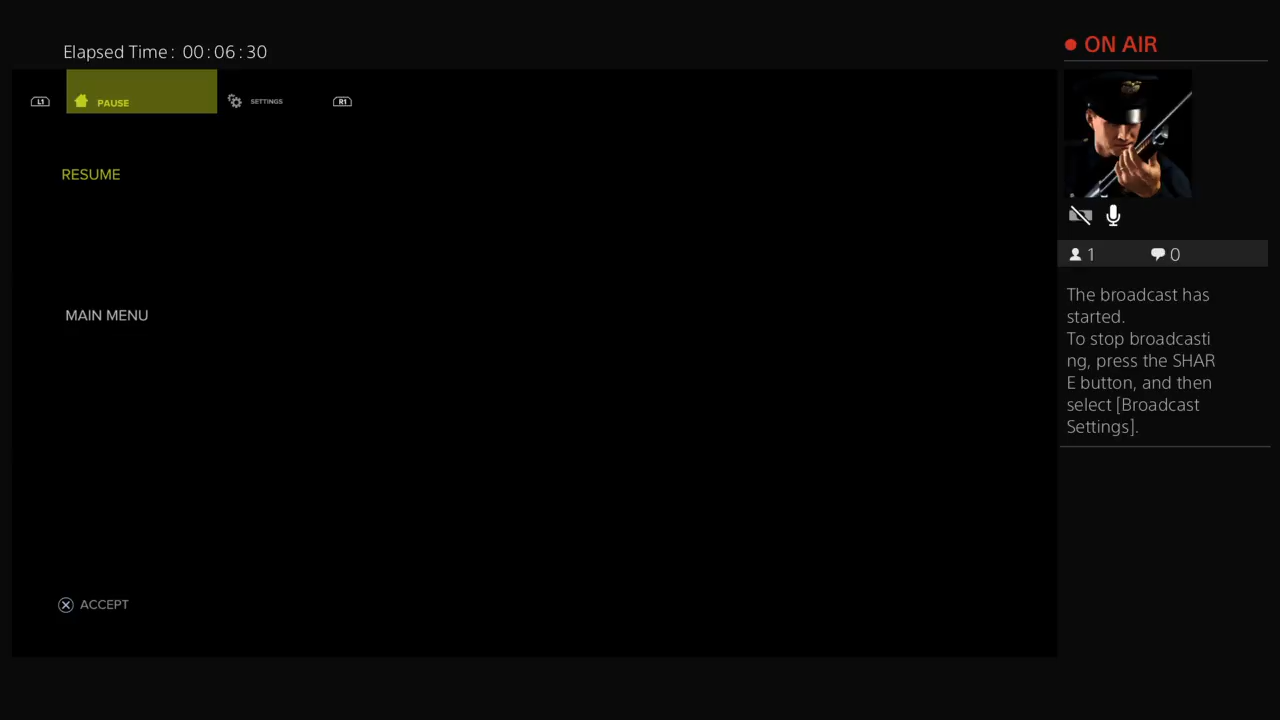 Elapsed Time: 00:06:30
ON AIR
L1
PAUSE
SETTINGS
R1
RESUME
MAIN MENU
ACCEPT
1
0
The broadcast has
started.
To stop broadcasti
ng, press the SHAR
E button, and then
select [Broadcast
Settings].